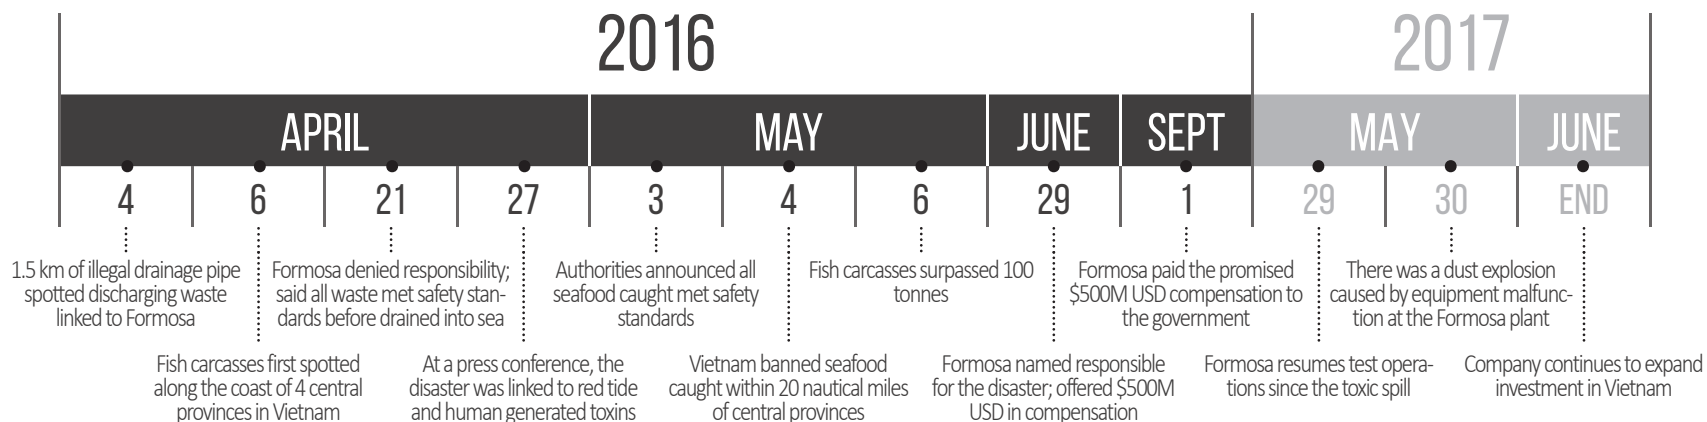 2016
2017
APRIL
MAY
JUNE
SEPT
MAY
JUNE
4
6
21
27
3
4
6
29
1
29
30
END
1.5 km of illegal drainage pipe
spotted discharging waste
linked to Formosa
Fish carcasses first spotted
along the coast of 4 central
provinces in Vietnam
Formosa denied responsibility;
said all waste met safety stan-
dards before drained into sea
At a press conference, the
disaster was linked to red tide
and human generated toxins
Authorities announced all
seafood caught met safety
standards
Vietnam banned seafood
caught within 20 nautical miles
of central provinces
Fish carcasses surpassed 100
tonnes
Formosa named responsible
for the disaster; offered $500M
USD in compensation
Formosa paid the promised
$500M USD compensation to
the government
Formosa resumes test opera-
tions since the toxic spill
There was a dust explosion
caused by equipment malfunc-
tion at the Formosa plant
Company continues to expand
investment in Vietnam